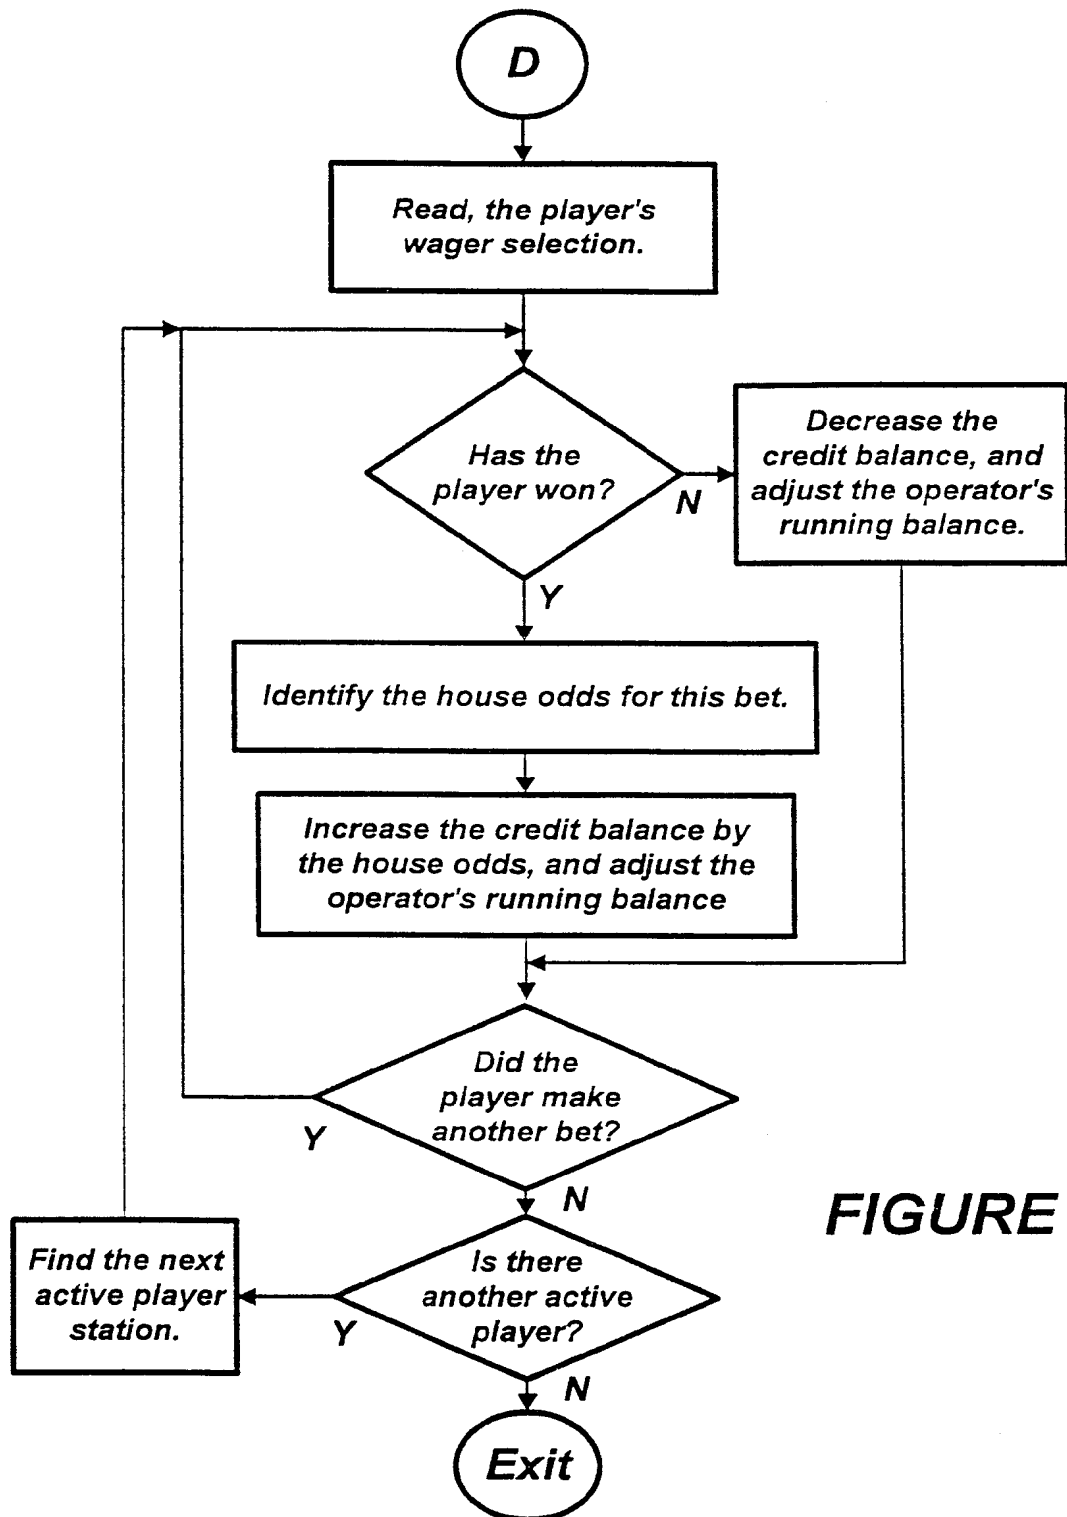 D
Read, the player's
wager selection.
Has the
player won?
N
Decrease the
credit balance, and
adjust the operator's
running balance.
Y
Identify the house odds for this bet.
Increase the credit balance by
the house odds, and adjust the
operator's running balance
Did the
player make
another bet?
Y
N
FIGURE
Find the next
active player
station.
Is there
another active
player?
Y
N
Exit